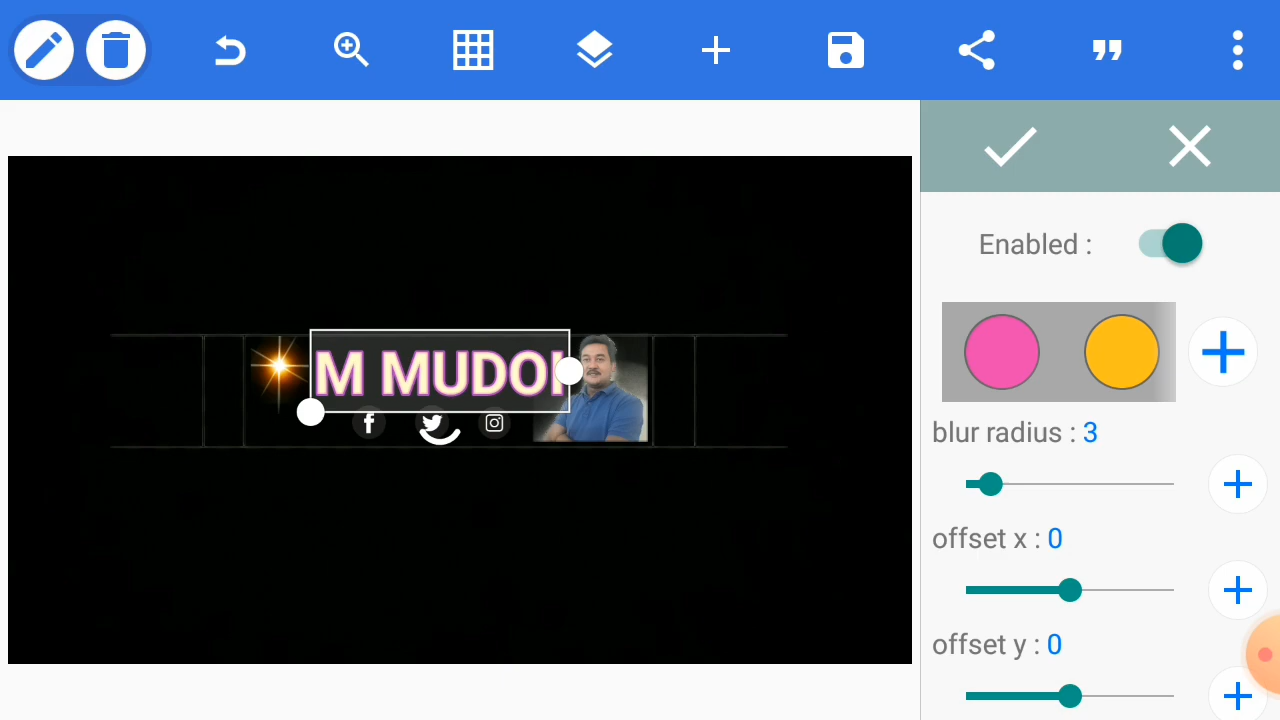 Enabled :
M MUDOI
blur radius : 3
offset x : 0
offset y : 0